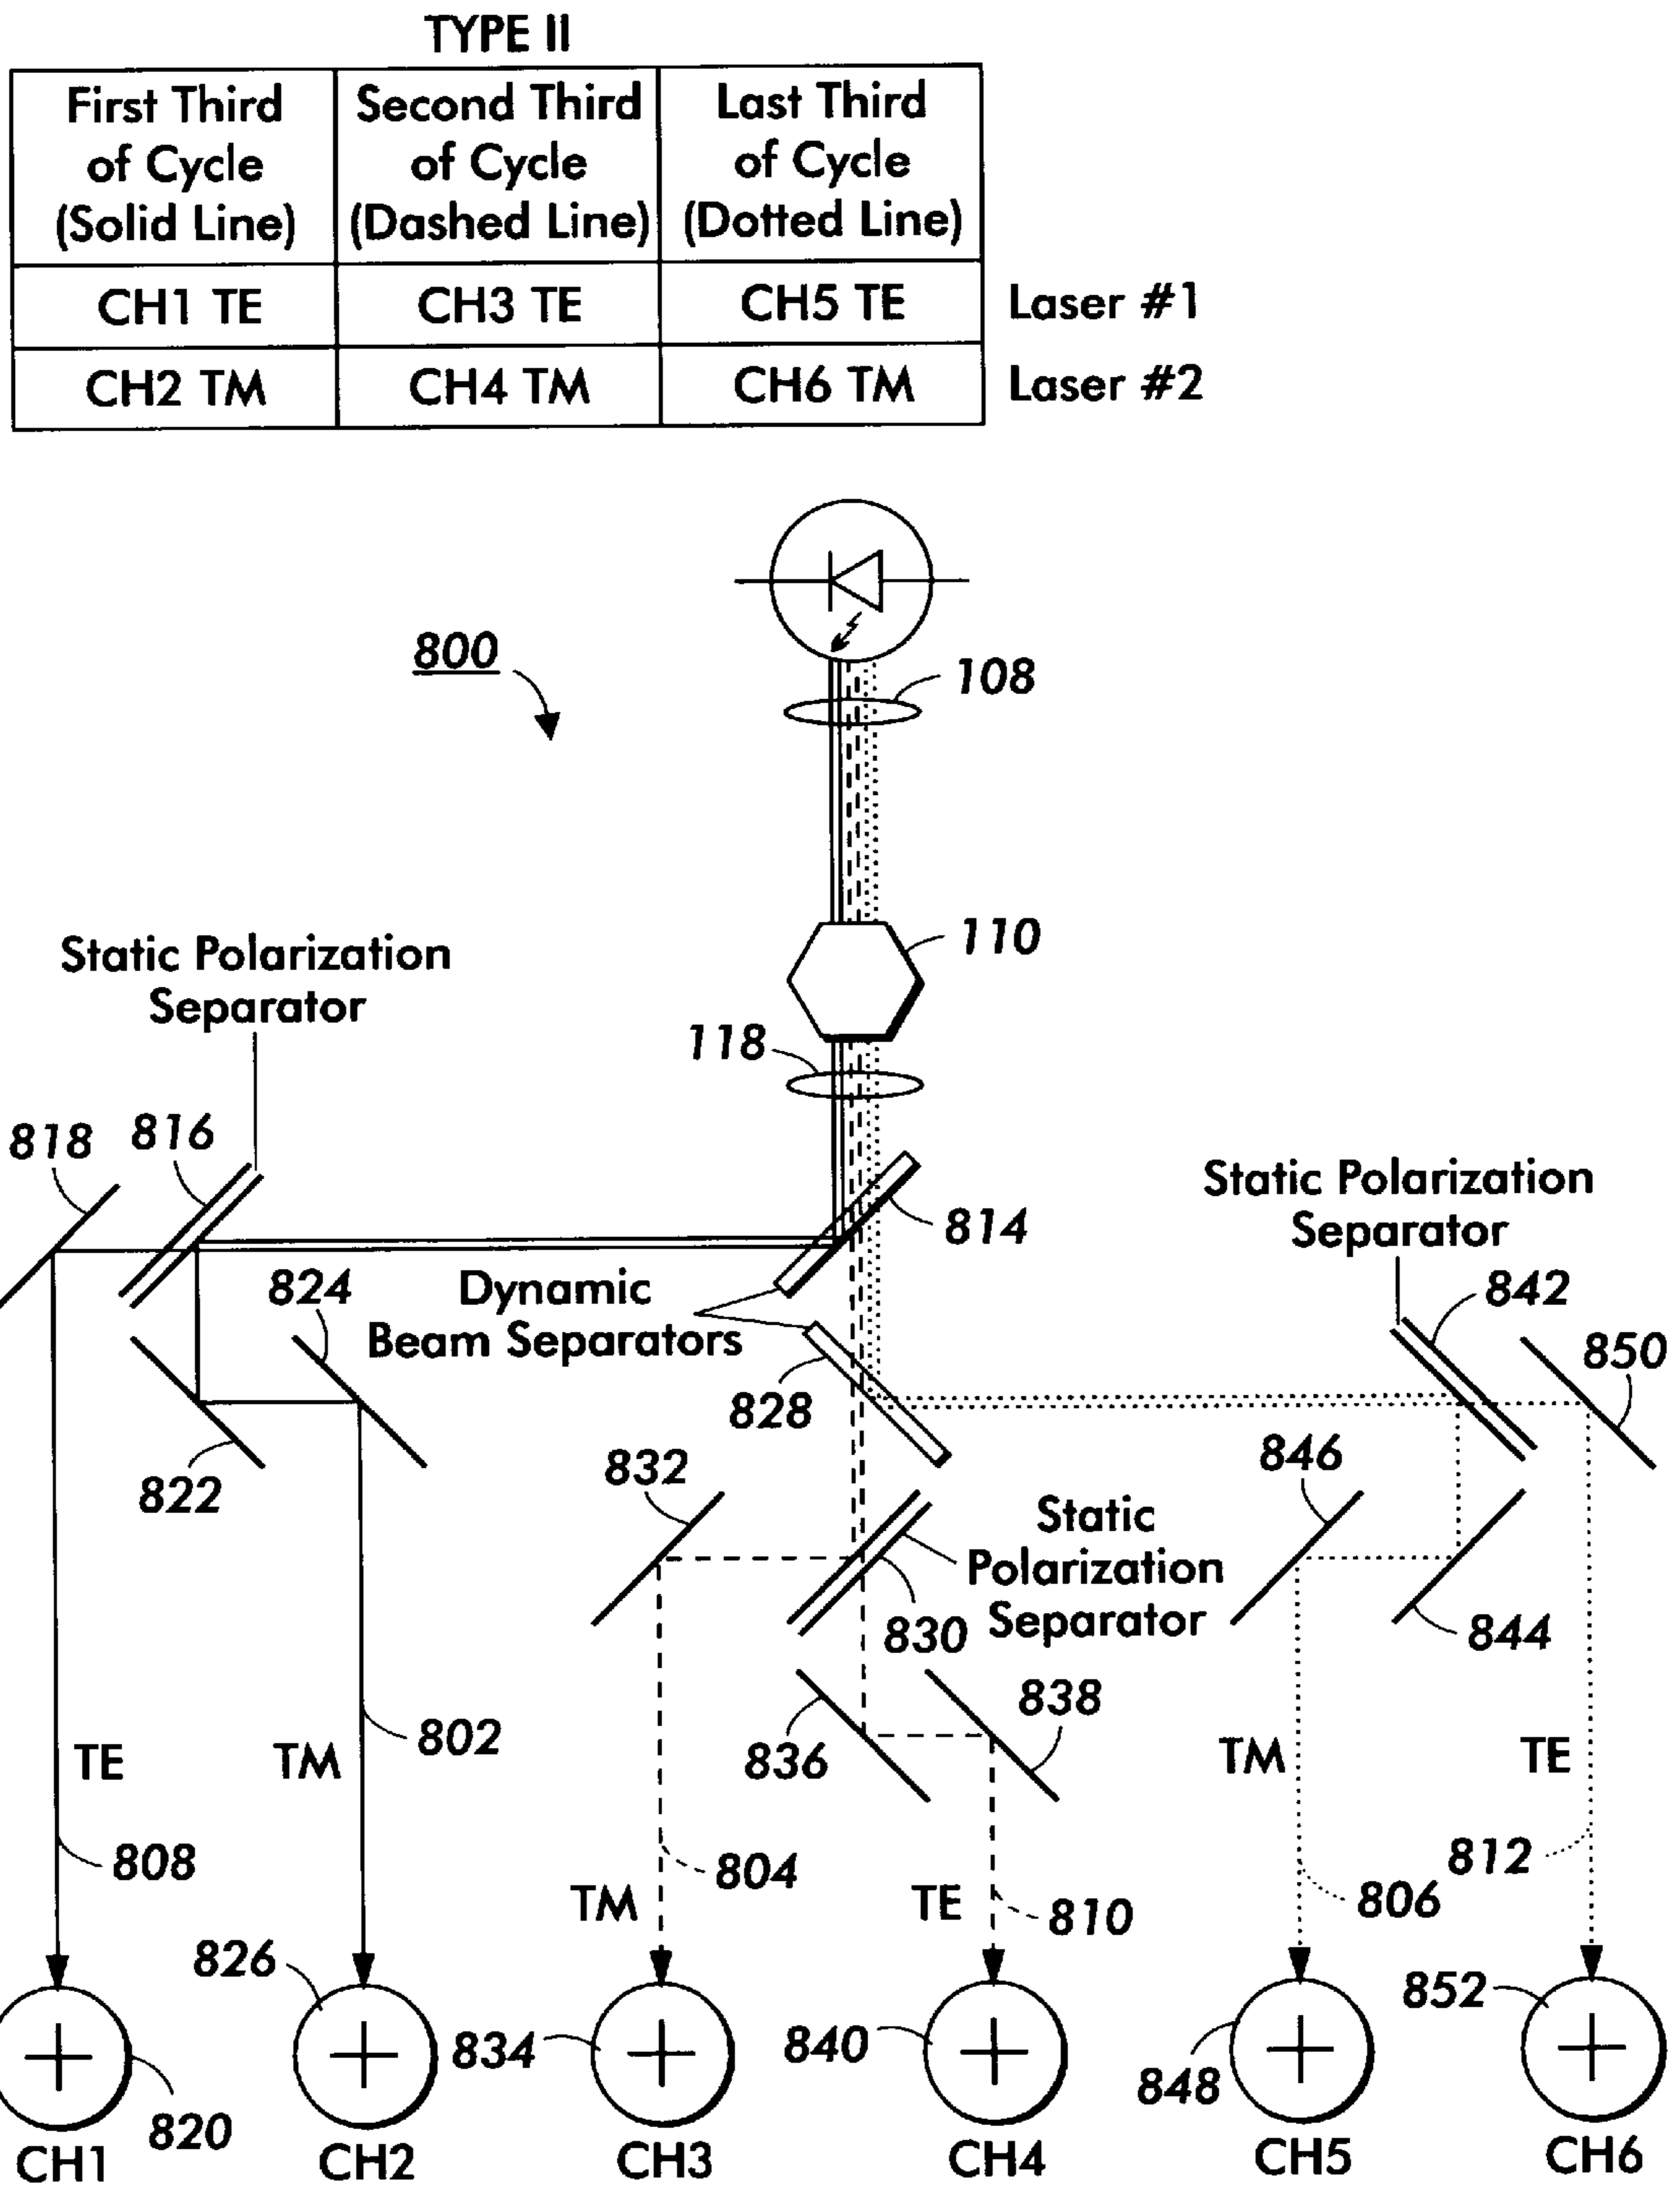 TYPE II
First Third of Cycle (Solid Line)
Second Third of Cycle (Dashed Line)
Last Third of Cycle (Dotted Line)
CH1 TE
CH3 TE
CH5 TE
Laser #1
CH2 TM
CH4 TM
CH6 TM
Laser #2
800
108
110
Static Polarization
Separator
118
818
816
814
Static Polarization
Separator
842
850
824
Dynamic
Beam Separators
828
822
832
846
Static
Polarization
Separator
830
844
836
838
802
TE
TM
TM
TE
808
804
812
TM
TE
806
810
826
852
834
840
848
820
CH1
CH2
CH3
CH4
CH5
CH6